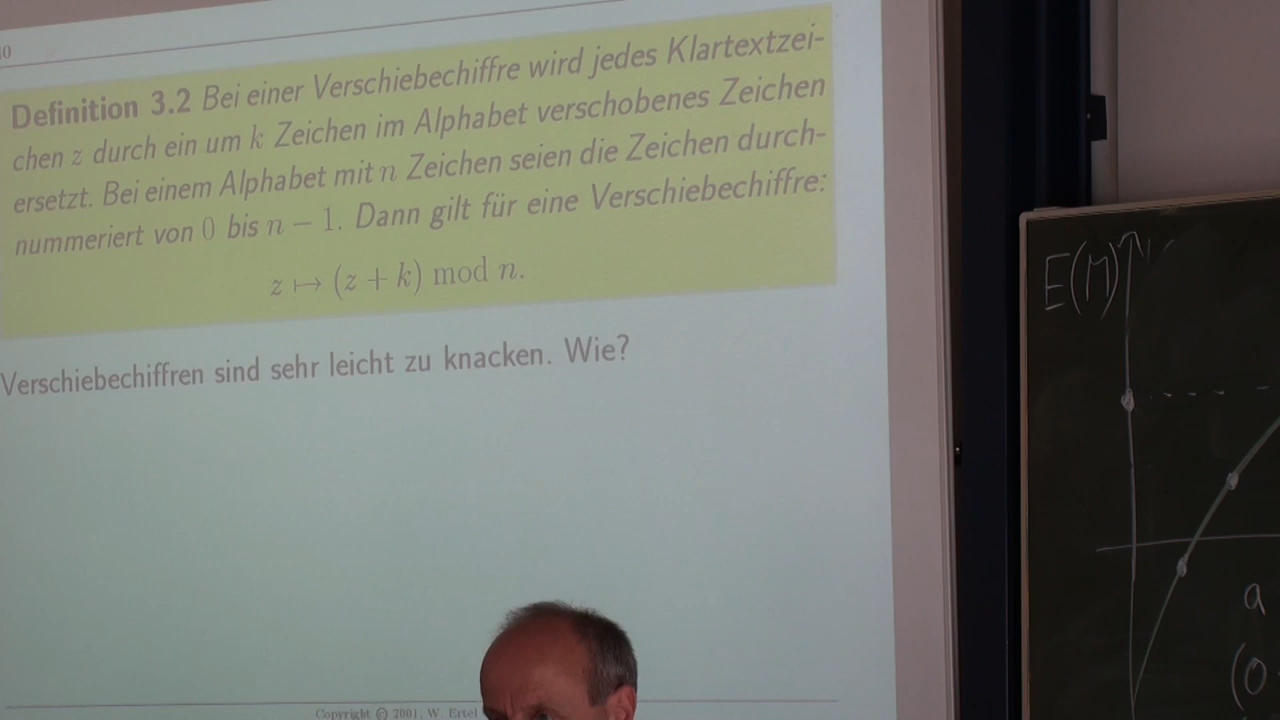 Definition 3.2 Bei einer Verschiebechiffre wird jedes Klartextzei-
chen z durch ein um k Zeichen im Alphabet verschobenes Zeichen
ersetzt. Bei einem Alphabet mit n Zeichen seien die Zeichen durch-
nummeriert von 0 bis n − 1. Dann gilt für eine Verschiebechiffre:
z ↦ (z + k) mod n.
Verschiebechiffren sind sehr leicht zu knacken. Wie?
Copyright © 2001, W. Ertel
E(M)
a
(0